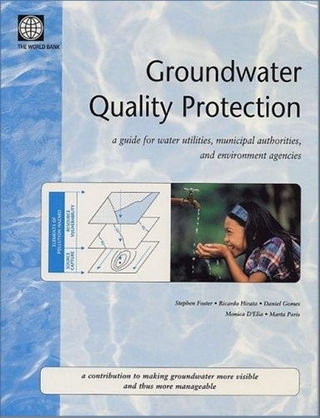 THE WORLD BANK
Groundwater
Quality Protection
a guide for water utilities, municipal authorities,
and environment agencies
ELEMENTS OF
POLLUTION HAZARD
SOURCE
CAPTURE
RESOURCE
VULNERABILITY
Stephen Foster • Ricardo Hirata • Daniel Gomes
Monica D'Elia • Marta Paris
a contribution to making groundwater more visible
and thus more manageable